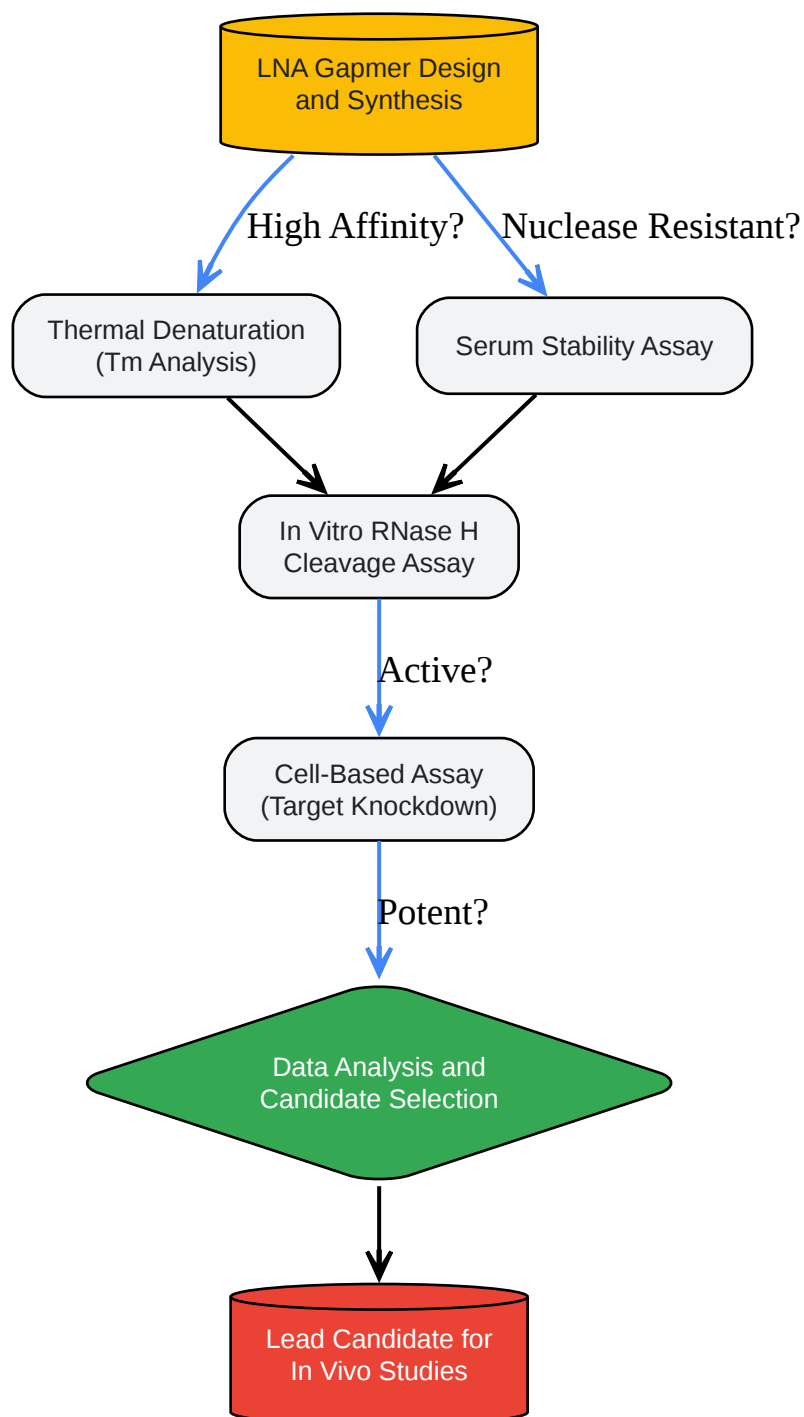 LNA Gapmer Design
and Synthesis
High Affinity?
Nuclease Resistant?
Thermal Denaturation
(Tm Analysis)
Serum Stability Assay
In Vitro RNase H
Cleavage Assay
Active?
Cell-Based Assay
(Target Knockdown)
Potent?
Data Analysis and
Candidate Selection
Lead Candidate for
In Vivo Studies